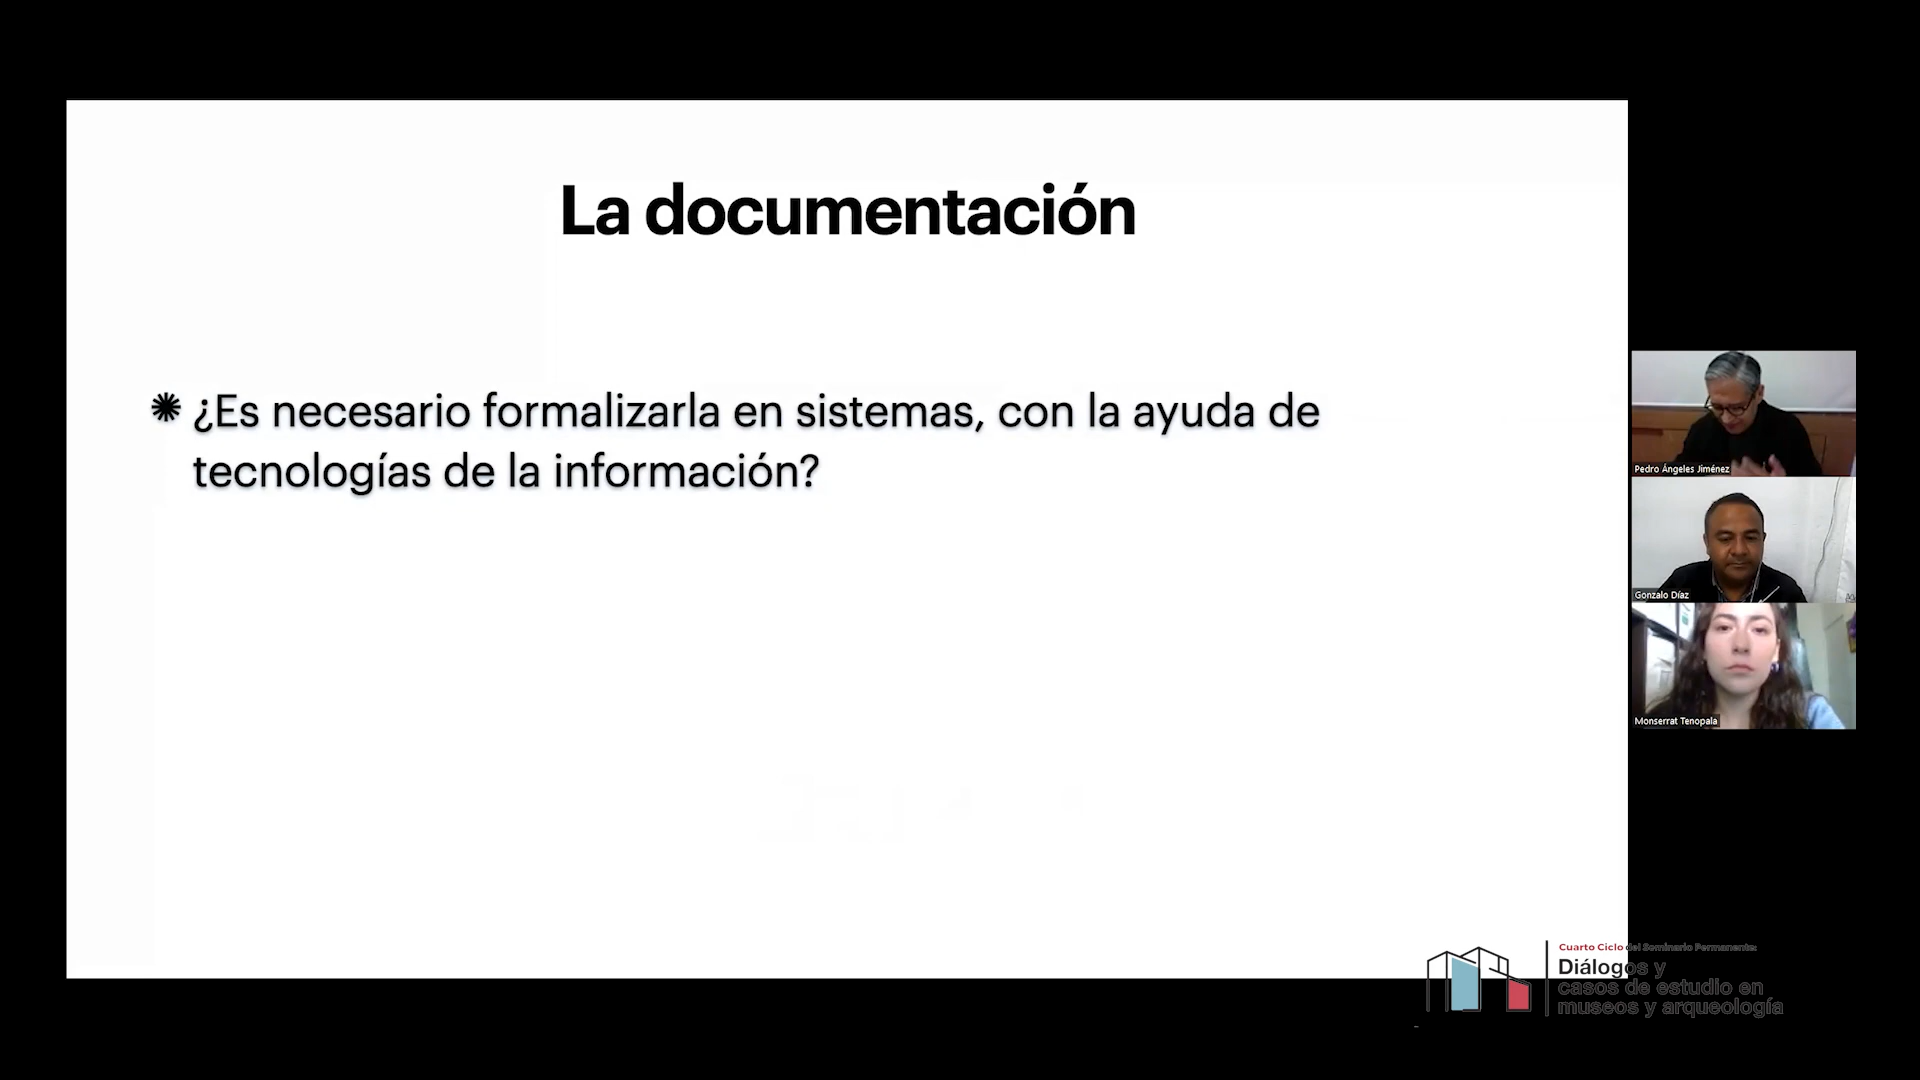 La documentación
¿Es necesario formalizarla en sistemas, con la ayuda de
tecnologías de la información?
Pedro Ángeles Jiménez
Gonzalo Díaz
Monserrat Tenopala
Cuarto Ciclo del Seminario Permanente:
Diálogos y
casos de estudio en
museos y arqueología